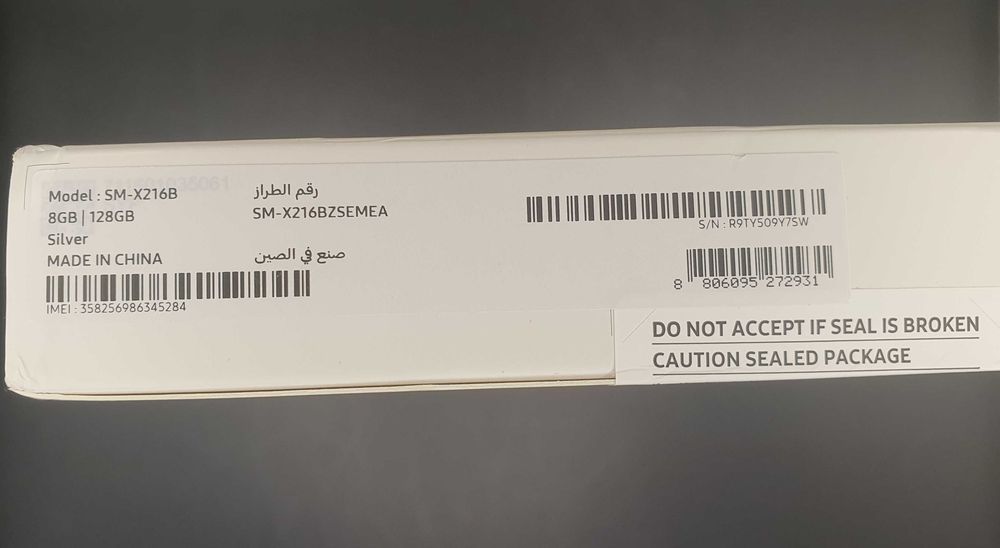 Model : SM-X216B
رقم الطراز
8GB | 128GB
SM-X216BZSEMEA
Silver
MADE IN CHINA
صنع في الصين
IMEI : 358256986345284
S/N : R9TY509Y7SW
8 806095 272931
DO NOT ACCEPT IF SEAL IS BROKEN
CAUTION SEALED PACKAGE